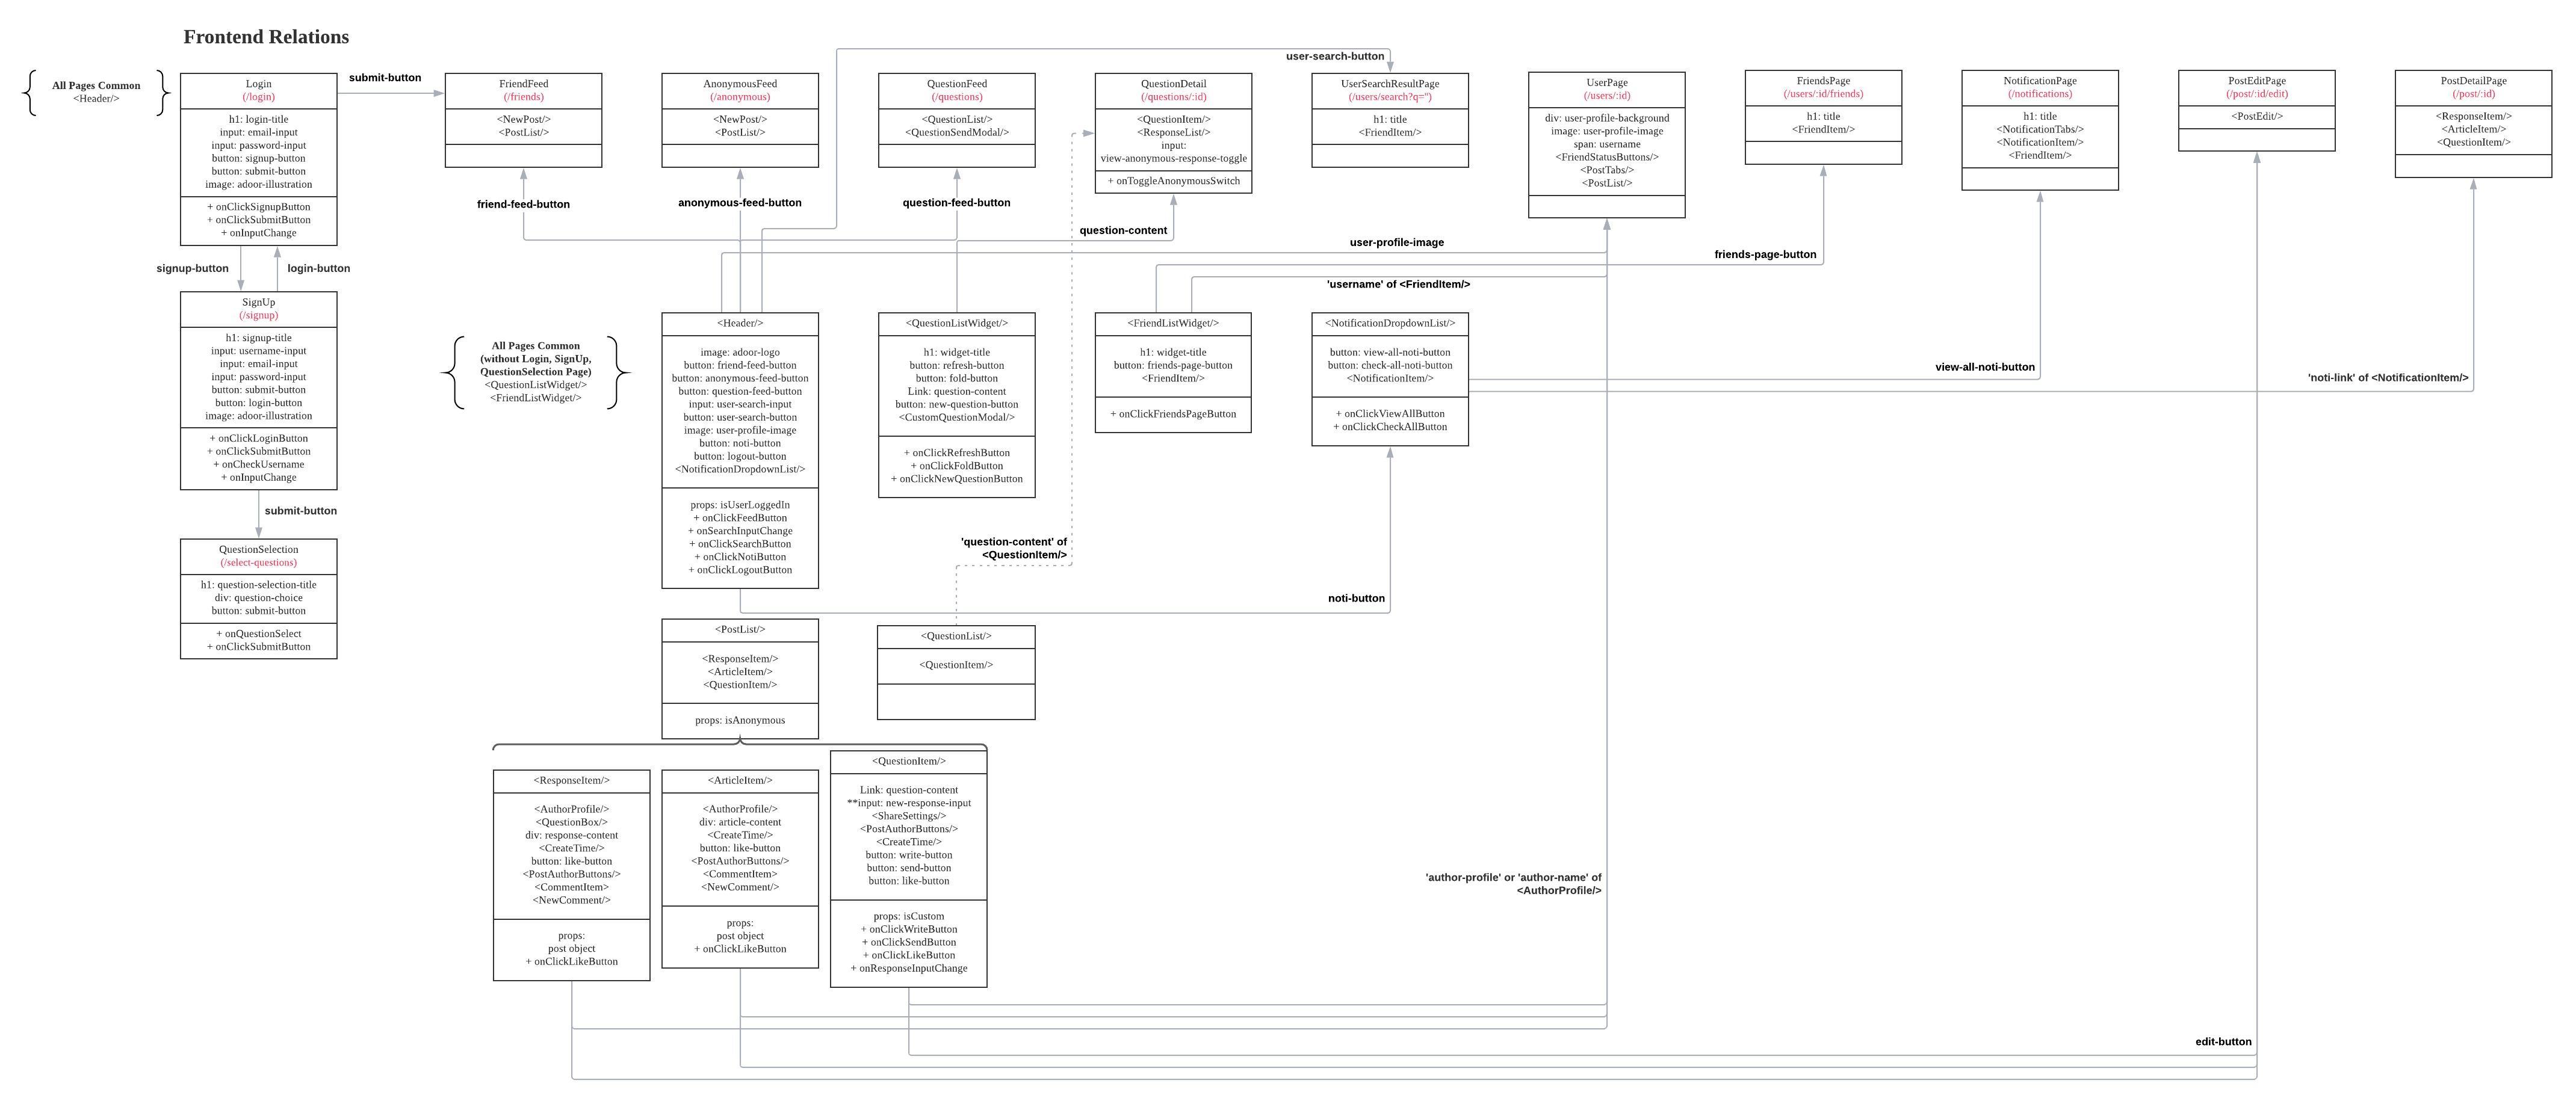 Frontend Relations
All Pages Common
<Header/>
Login
(/login)
h1: login-title
input: email-input
input: password-input
button: signup-button
button: submit-button
image: adoor-illustration
+ onClickSignupButton
+ onClickSubmitButton
+ onInputChange
submit-button
FriendFeed
(/friends)
<NewPost/>
<PostList/>
AnonymousFeed
(/anonymous)
<NewPost/>
<PostList/>
QuestionFeed
(/questions)
<QuestionList/>
<QuestionSendModal/>
QuestionDetail
(/questions/:id)
<QuestionItem/>
<ResponseList/>
input:
view-anonymous-response-toggle
+ onToggleAnonymousSwitch
user-search-button
UserSearchResultPage
(/users/search?q='')
h1: title
<FriendItem/>
UserPage
(/users/:id)
div: user-profile-background
image: user-profile-image
span: username
<FriendStatusButtons/>
<PostTabs/>
<PostList/>
FriendsPage
(/users/:id/friends)
h1: title
<FriendItem/>
NotificationPage
(/notifications)
h1: title
<NotificationTabs/>
<NotificationItem/>
<FriendItem/>
PostEditPage
(/post/:id/edit)
<PostEdit/>
PostDetailPage
(/post/:id)
<ResponseItem/>
<ArticleItem/>
<QuestionItem/>
friend-feed-button
anonymous-feed-button
question-feed-button
question-content
user-profile-image
friends-page-button
'username' of <FriendItem/>
signup-button
login-button
SignUp
(/signup)
h1: signup-title
input: username-input
input: email-input
input: password-input
button: submit-button
button: login-button
image: adoor-illustration
+ onClickLoginButton
+ onClickSubmitButton
+ onCheckUsername
+ onInputChange
submit-button
QuestionSelection
(/select-questions)
h1: question-selection-title
div: question-choice
button: submit-button
+ onQuestionSelect
+ onClickSubmitButton
All Pages Common
(without Login, SignUp,
QuestionSelection Page)
<QuestionListWidget/>
<FriendListWidget/>
<Header/>
image: adoor-logo
button: friend-feed-button
button: anonymous-feed-button
button: question-feed-button
input: user-search-input
button: user-search-button
image: user-profile-image
button: noti-button
button: logout-button
<NotificationDropdownList/>
props: isUserLoggedIn
+ onClickFeedButton
+ onSearchInputChange
+ onClickSearchButton
+ onClickNotiButton
+ onClickLogoutButton
<QuestionListWidget/>
h1: widget-title
button: refresh-button
button: fold-button
Link: question-content
button: new-question-button
<CustomQuestionModal/>
+ onClickRefreshButton
+ onClickFoldButton
+ onClickNewQuestionButton
<FriendListWidget/>
h1: widget-title
button: friends-page-button
<FriendItem/>
+ onClickFriendsPageButton
<NotificationDropdownList/>
button: view-all-noti-button
button: check-all-noti-button
<NotificationItem/>
+ onClickViewAllButton
+ onClickCheckAllButton
view-all-noti-button
'noti-link' of <NotificationItem/>
'question-content' of
<QuestionItem/>
noti-button
<PostList/>
<ResponseItem/>
<ArticleItem/>
<QuestionItem/>
props: isAnonymous
<QuestionList/>
<QuestionItem/>
<ResponseItem/>
<AuthorProfile/>
<QuestionBox/>
div: response-content
<CreateTime/>
button: like-button
<PostAuthorButtons/>
<CommentItem>
<NewComment/>
props:
post object
+ onClickLikeButton
<ArticleItem/>
<AuthorProfile/>
div: article-content
<CreateTime/>
button: like-button
<PostAuthorButtons/>
<CommentItem/>
<NewComment/>
props:
post object
+ onClickLikeButton
<QuestionItem/>
Link: question-content
**input: new-response-input
<ShareSettings/>
<PostAuthorButtons/>
<CreateTime/>
button: write-button
button: send-button
button: like-button
props: isCustom
+ onClickWriteButton
+ onClickSendButton
+ onClickLikeButton
+ onResponseInputChange
'author-profile' or 'author-name' of
<AuthorProfile/>
edit-button